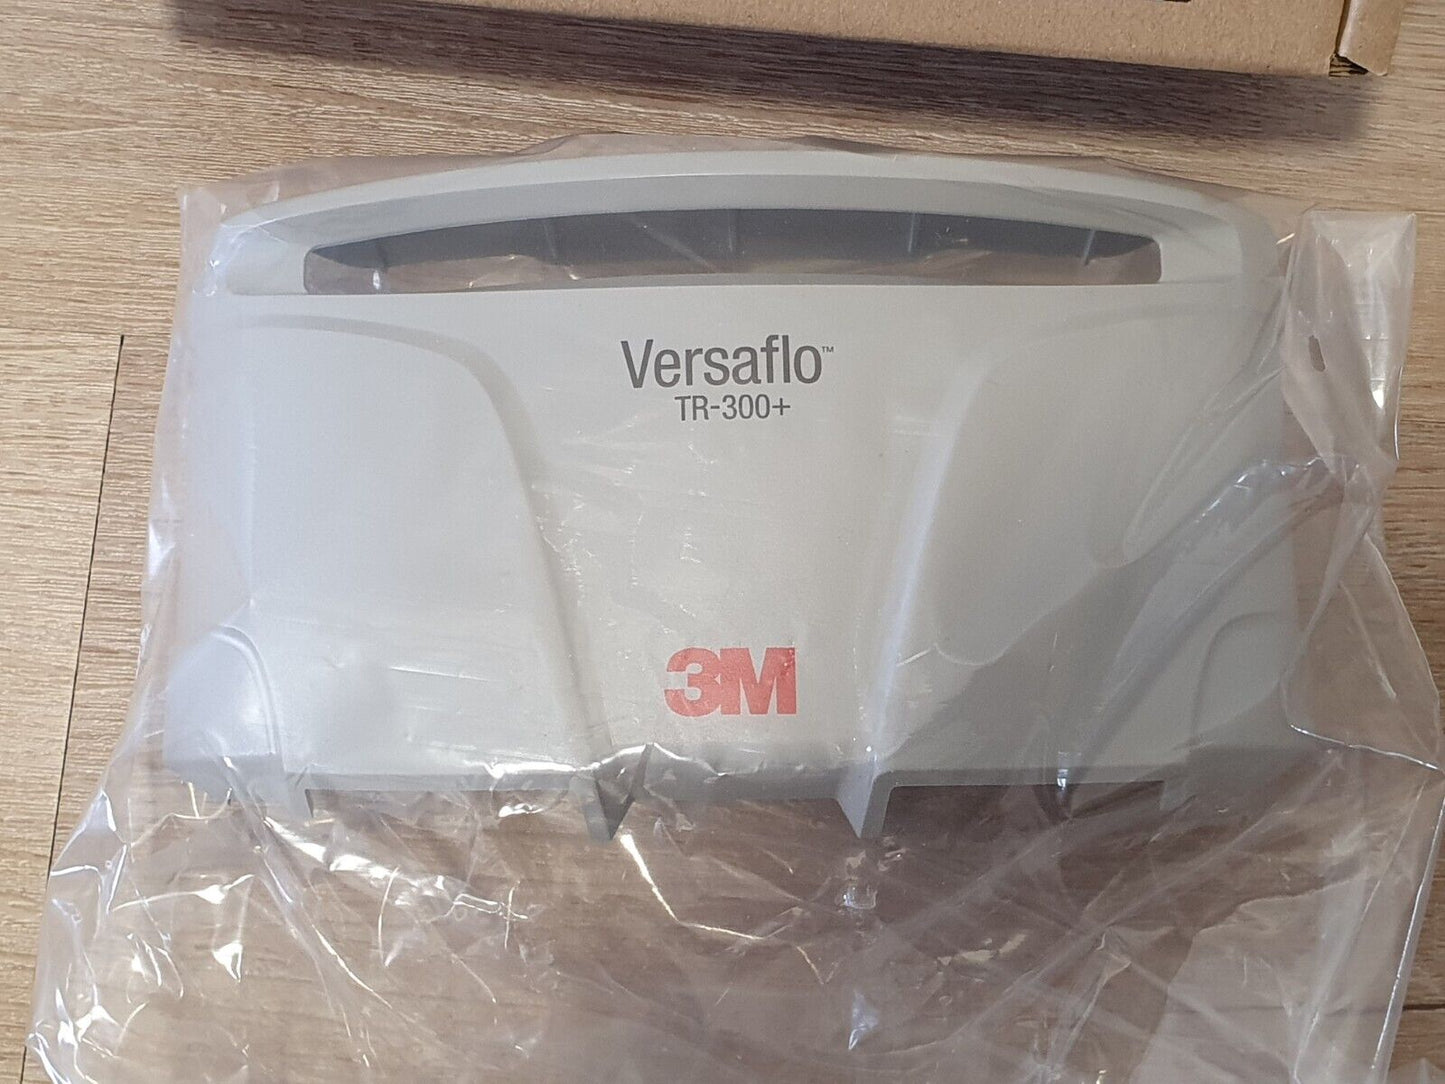 Versaflo™
TR-300+
3M